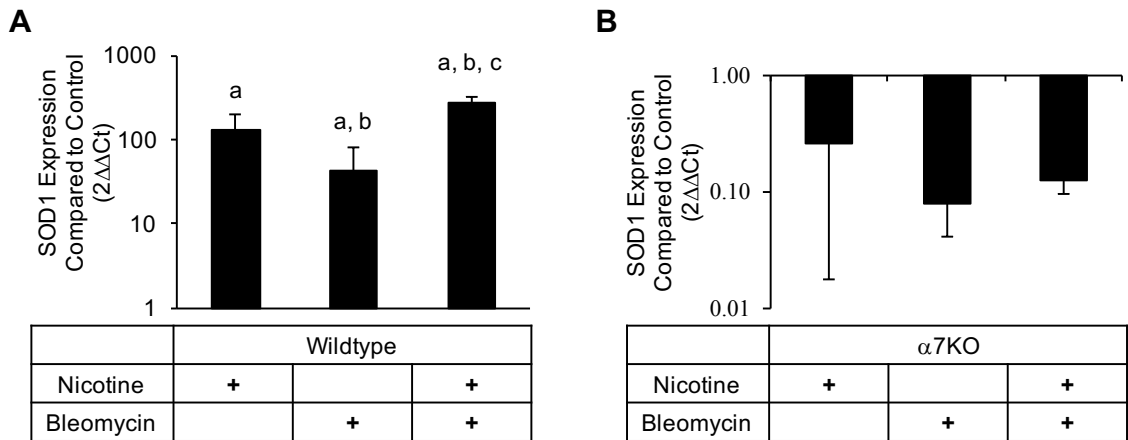 A
SOD1 Expression
Compared to Control
(2ΔΔCt)
1000
100
10
1
a
a, b
a, b, c
Wildtype
Nicotine + +
Bleomycin + +
B
SOD1 Expression
Compared to Control
(2ΔΔCt)
1.00
0.10
0.01
α7KO
Nicotine + +
Bleomycin + +